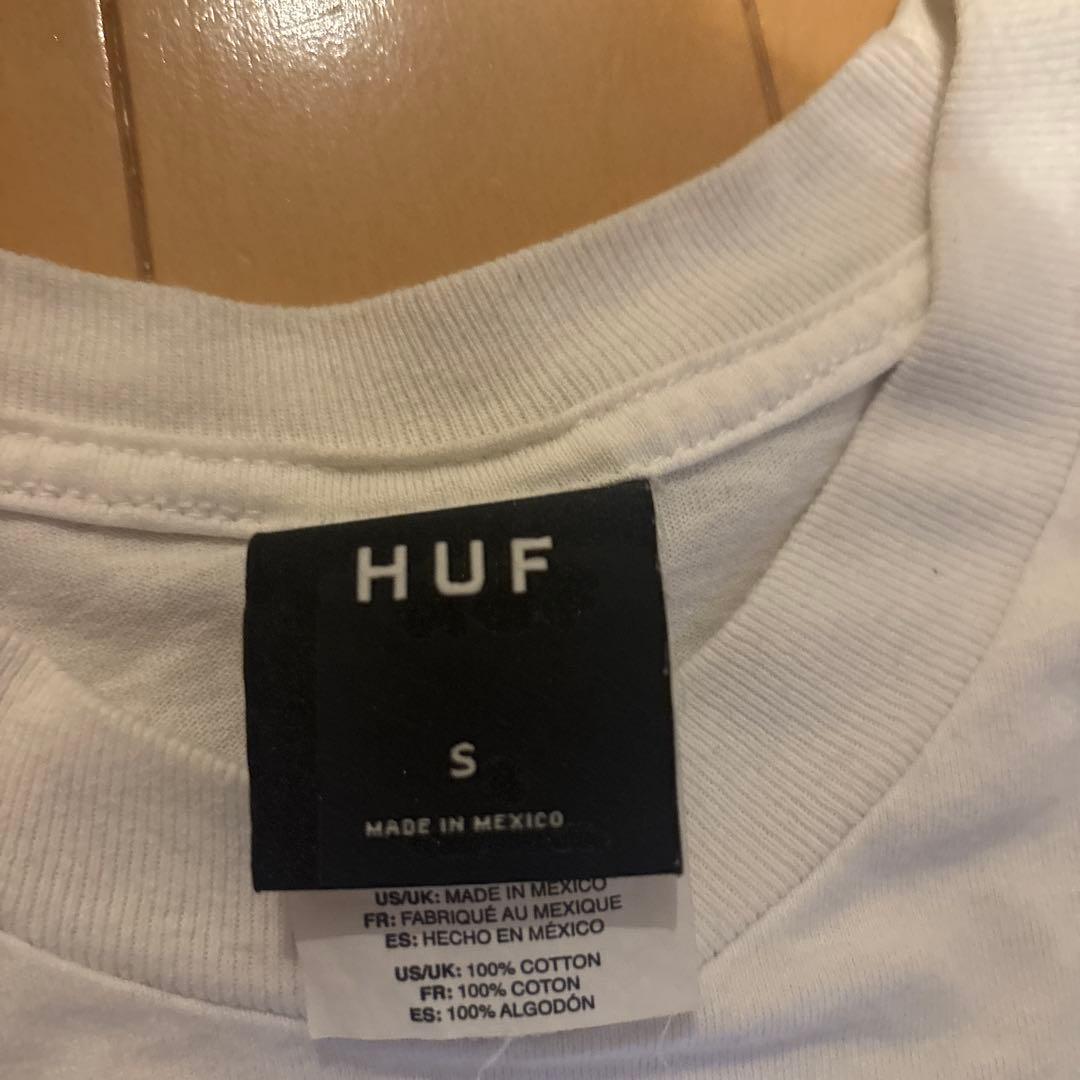 HUF
S
MADE IN MEXICO
US/UK: MADE IN MEXICO
FR: FABRIQUÉ AU MEXIQUE
ES: HECHO EN MÉXICO
US/UK: 100% COTTON
FR: 100% COTON
ES: 100% ALGODÓN